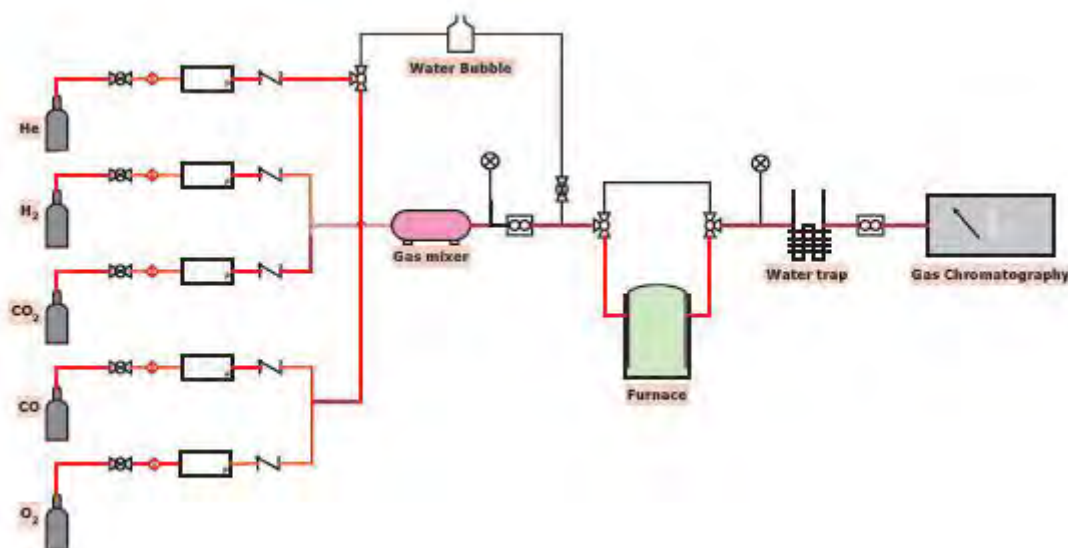 Water Bubble
He
H₂
Gas mixer
CO₂
Water trap
Gas Chromatography
CO
Furnace
O₂